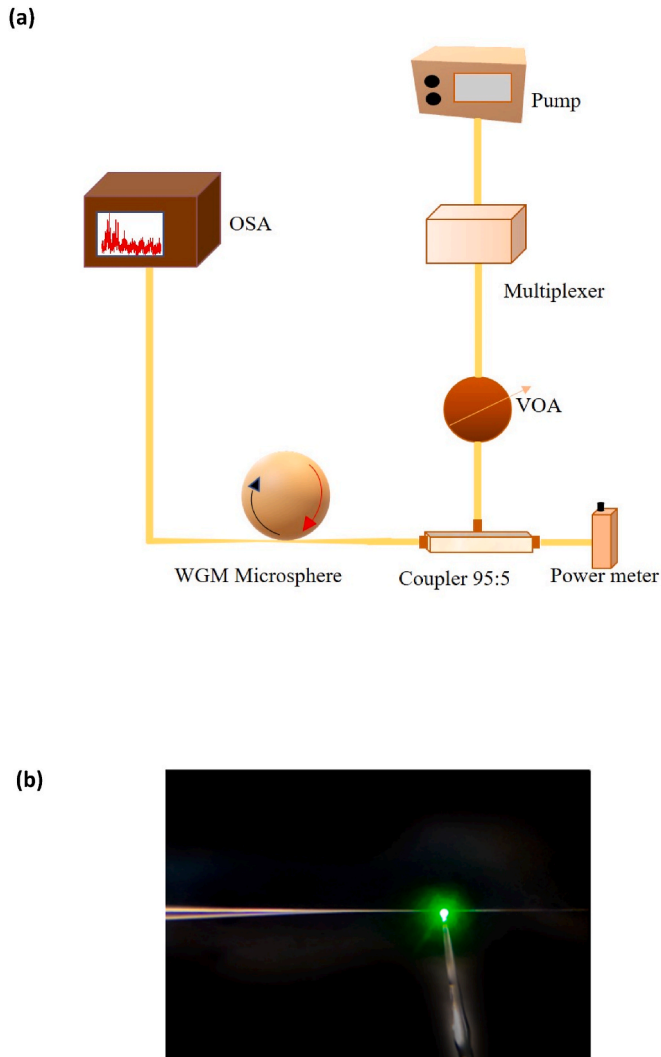 (a)
Pump
OSA
Multiplexer
VOA
WGM Microsphere
Coupler 95:5
Power meter
(b)